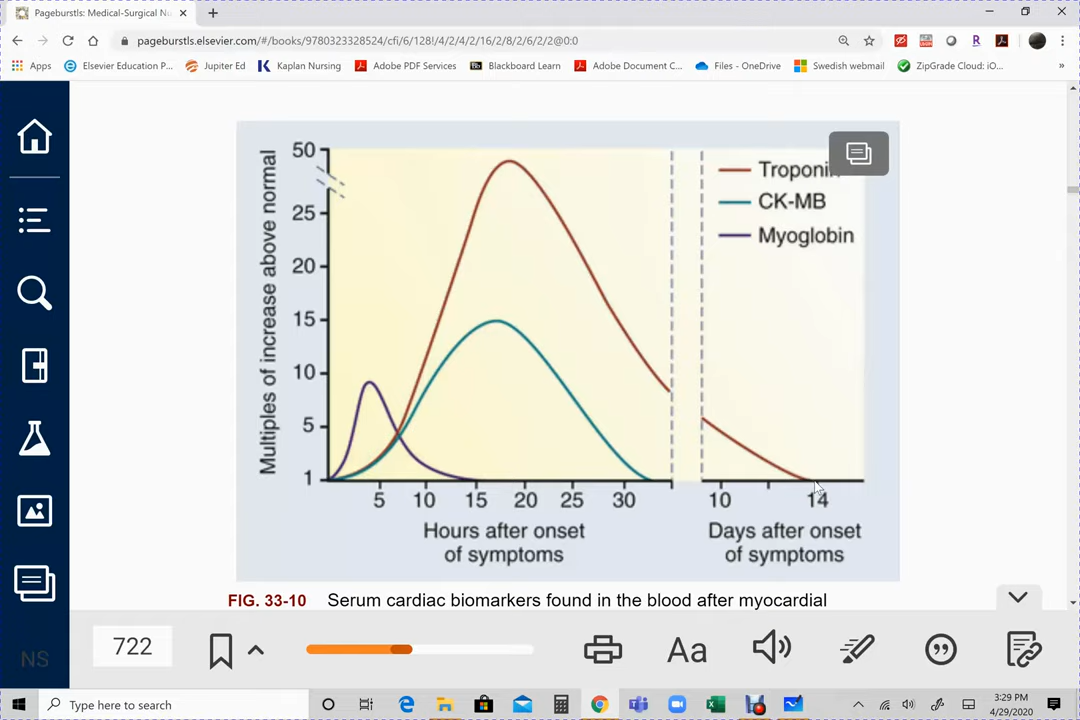 Pageburstls: Medical-Surgical Nu
pageburstls.elsevier.com/#/books/9780323328524/cfi/6/128!/4/2/4/2/16/2/8/2/6/2/2@0:0
Apps
Elsevier Education P...
Jupiter Ed
Kaplan Nursing
Adobe PDF Services
Bb
Blackboard Learn
Adobe Document C...
Files - OneDrive
Swedish webmail
ZipGrade Cloud: iO...
»
Multiples of increase above normal
50
25
20
15
10
5
1
Troponin
CK-MB
Myoglobin
5 10 15 20 25 30
10 14
Hours after onset
of symptoms
Days after onset
of symptoms
FIG. 33-10 Serum cardiac biomarkers found in the blood after myocardial
NS
722
Aa
Type here to search
3:29 PM
4/29/2020